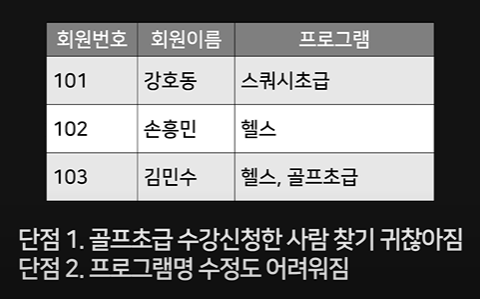 회원번호 회원이름 프로그램
101 강호동 스쿼시초급
102 손흥민 헬스
103 김민수 헬스, 골프초급
단점 1. 골프초급 수강신청한 사람 찾기 귀찮아짐
단점 2. 프로그램명 수정도 어려워짐